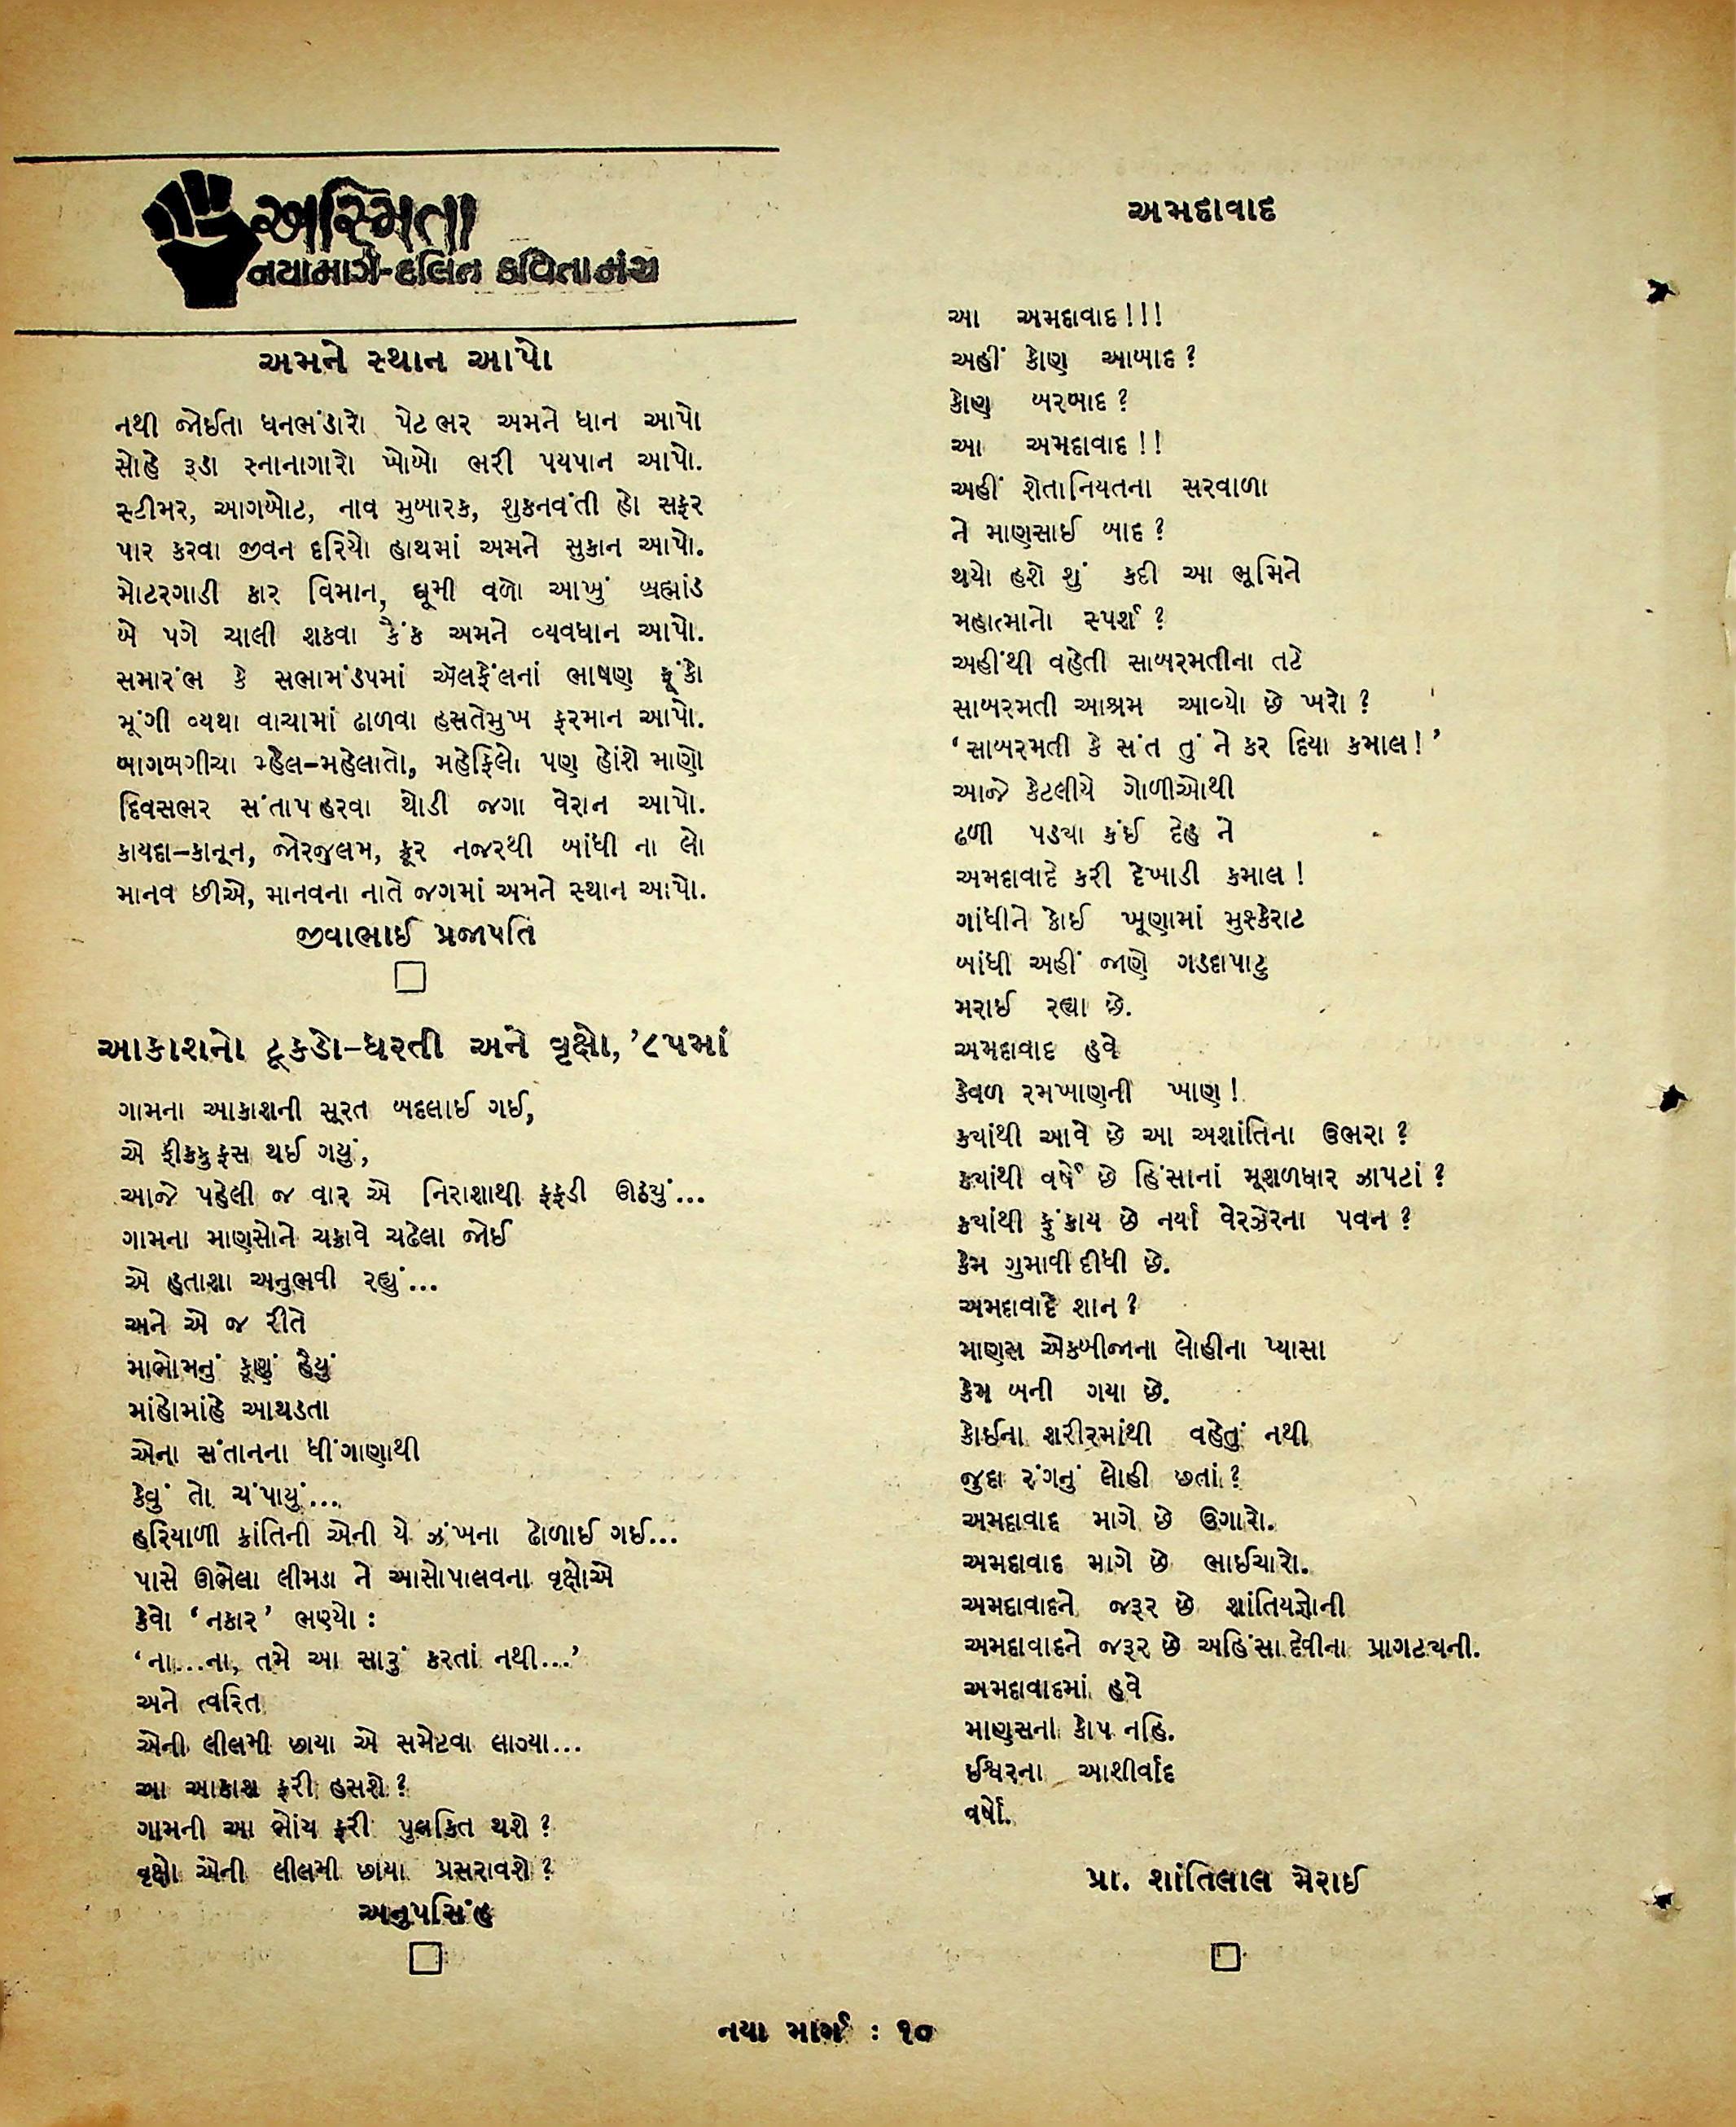 અસ્મિતા
નયામાર્ગ-દલિત કવિતા મંચ
અમને સ્થાન આપો
નથી જોઈતા ધનભંડારો પેટ ભર અમને ધાન આપો
સોહે રૂડા સ્નાનાગારો ખોબો ભરી પયપાન આપો.
સ્ટીમર, આગબોટ, નાવ મુબારક, શુકનવંતી હો સફર
પાર કરવા જીવન દરિયો હાથમાં અમને સુકાન આપો.
મોટરગાડી કાર વિમાન, ઘૂમી વળો આખું બ્રહ્માંડ
બે પગે ચાલી શકવા કૈંક અમને વ્યવધાન આપો.
સમારંભ કે સભામંડપમાં એલફેંલનાં ભાષણ ફૂંકો
મૂંગી વ્યથા વાચામાં ઢાળવા હસતેમુખ ફરમાન આપો.
બાગબગીચા મ્હેલ-મહેલાતો, મહેફિલો પણ હોંશે માણો
દિવસભર સંતાપ હરવા થોડી જગા વેરાન આપો.
કાયદા-કાનૂન, જોરજુલમ, ક્રૂર નજરથી બાંધી ના લો
માનવ છીએ, માનવના નાતે જગમાં અમને સ્થાન આપો.
જીવાભાઈ પ્રજાપતિ
આકાશનો ટૂકડો-ધરતી અને વૃક્ષો, ’૮૫માં
ગામના આકાશની સૂરત બદલાઈ ગઈ,
એ ફીક્કફુફસ થઈ ગયું,
આજે પહેલી જ વાર એ નિરાશાથી ફફડી ઊઠયું...
ગામના માણસોને ચક્રાવે ચઢેલા જોઈ
એ હતાશા અનુભવી રહ્યું...
અને એ જ રીતે
માભોમનું કૂણું હૈયું
માંહોમાંહે આથડતા
એના સંતાનના ધીંગાણાથી
કેવું તો ચંપાયું...
હરિયાળી ક્રાંતિની એની યે ઝંખના ઢોળાઈ ગઈ...
પાસે ઊભેલા લીમડા ને આસોપાલવના વૃક્ષોએ
કેવો ‘નકાર’ ભણ્યો :
‘ના...ના, તમે આ સારું કરતાં નથી...’
અને ત્વરિત
એની લીલમી છાયા એ સમેટવા લાગ્યા...
આ આકાશ ફરી હસશે ?
ગામની આ ભોંય ફરી પુલકિત થશે ?
વૃક્ષો એની લીલમી છાયા પ્રસરાવશે ?
અનુપસિંહ
અમદાવાદ
આ અમદાવાદ!!!
અહીં કોણ આબાદ ?
કોણ બરબાદ ?
આ અમદાવાદ!!
અહીં શેતાનિયતના સરવાળા
ને માણસાઈ બાદ ?
થયો હશે શું કદી આ ભૂમિને
મહાત્માનો સ્પર્શ ?
અહીંથી વહેતી સાબરમતીના તટે
સાબરમતી આશ્રમ આવ્યો છે ખરો ?
‘સાબરમતી કે સંત તું ને કર દિયા કમાલ!’
આજે કેટલીયે ગોળીઓથી
ઢળી પડયા કંઈ દેહ ને
અમદાવાદે કરી દેખાડી કમાલ!
ગાંધીને કોઈ ખૂણામાં મુશ્કેરાટ
બાંધી અહીં જાણે ગડદાપાટુ
મરાઈ રહ્યા છે.
અમદાવાદ હવે
કેવળ રમખાણની ખાણ!
ક્યાંથી આવે છે આ અશાંતિના ઉભરા ?
ક્યાંથી વર્ષે છે હિંસાનાં મૂશળધાર ઝાપટાં ?
ક્યાંથી ફુંકાય છે નર્યા વેરઝેરના પવન ?
કેમ ગુમાવી દીધી છે.
અમદાવાદે શાન ?
માણસ એકબીજાના લોહીના પ્યાસા
કેમ બની ગયા છે.
કોઈના શરીરમાંથી વહેતું નથી
જુદા રંગનું લોહી છતાં ?
અમદાવાદ માગે છે ઉગારો.
અમદાવાદ માગે છે ભાઈચારો.
અમદાવાદને જરૂર છે શાંતિયજ્ઞોની
અમદાવાદને જરૂર છે અહિંસા દેવીના પ્રાગટયની.
અમદાવાદમાં હવે
માણસના કોપ નહિ.
ઈશ્વરના આશીર્વાદ
વર્ષો.
પ્રા. શાંતિલાલ મેરાઈ
નયા માર્ગ : ૧૦